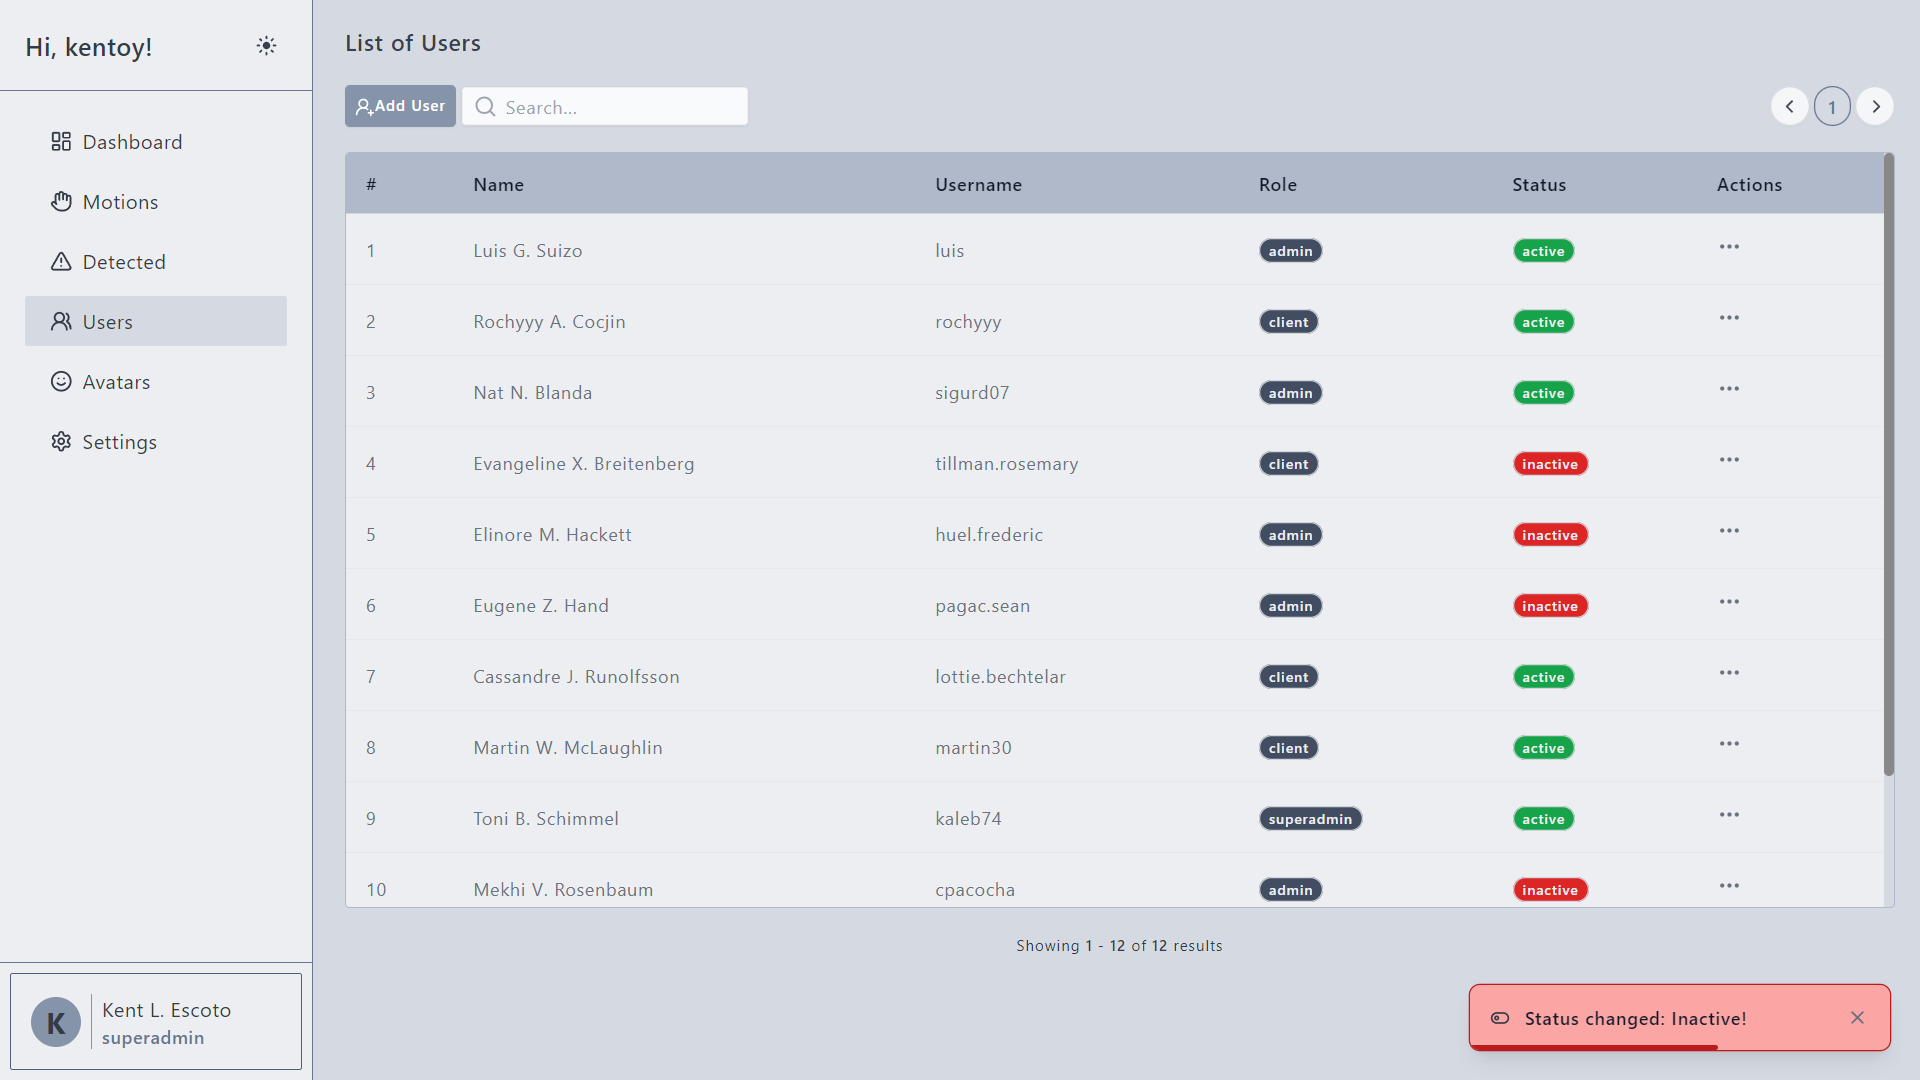 Hi, kentoy!
Dashboard
Motions
Detected
Users
Avatars
Settings
Kent L. Escoto
superadmin
K
List of Users
Add User
Search...
1
# Name Username Role Status Actions
1 Luis G. Suizo luis admin active
2 Rochyyy A. Cocjin rochyyy client active
3 Nat N. Blanda sigurd07 admin active
4 Evangeline X. Breitenberg tillman.rosemary client inactive
5 Elinore M. Hackett huel.frederic admin inactive
6 Eugene Z. Hand pagac.sean admin inactive
7 Cassandre J. Runolfsson lottie.bechtelar client active
8 Martin W. McLaughlin martin30 client active
9 Toni B. Schimmel kaleb74 superadmin active
10 Mekhi V. Rosenbaum cpacocha admin inactive
Showing 1 - 12 of 12 results
Status changed: Inactive!